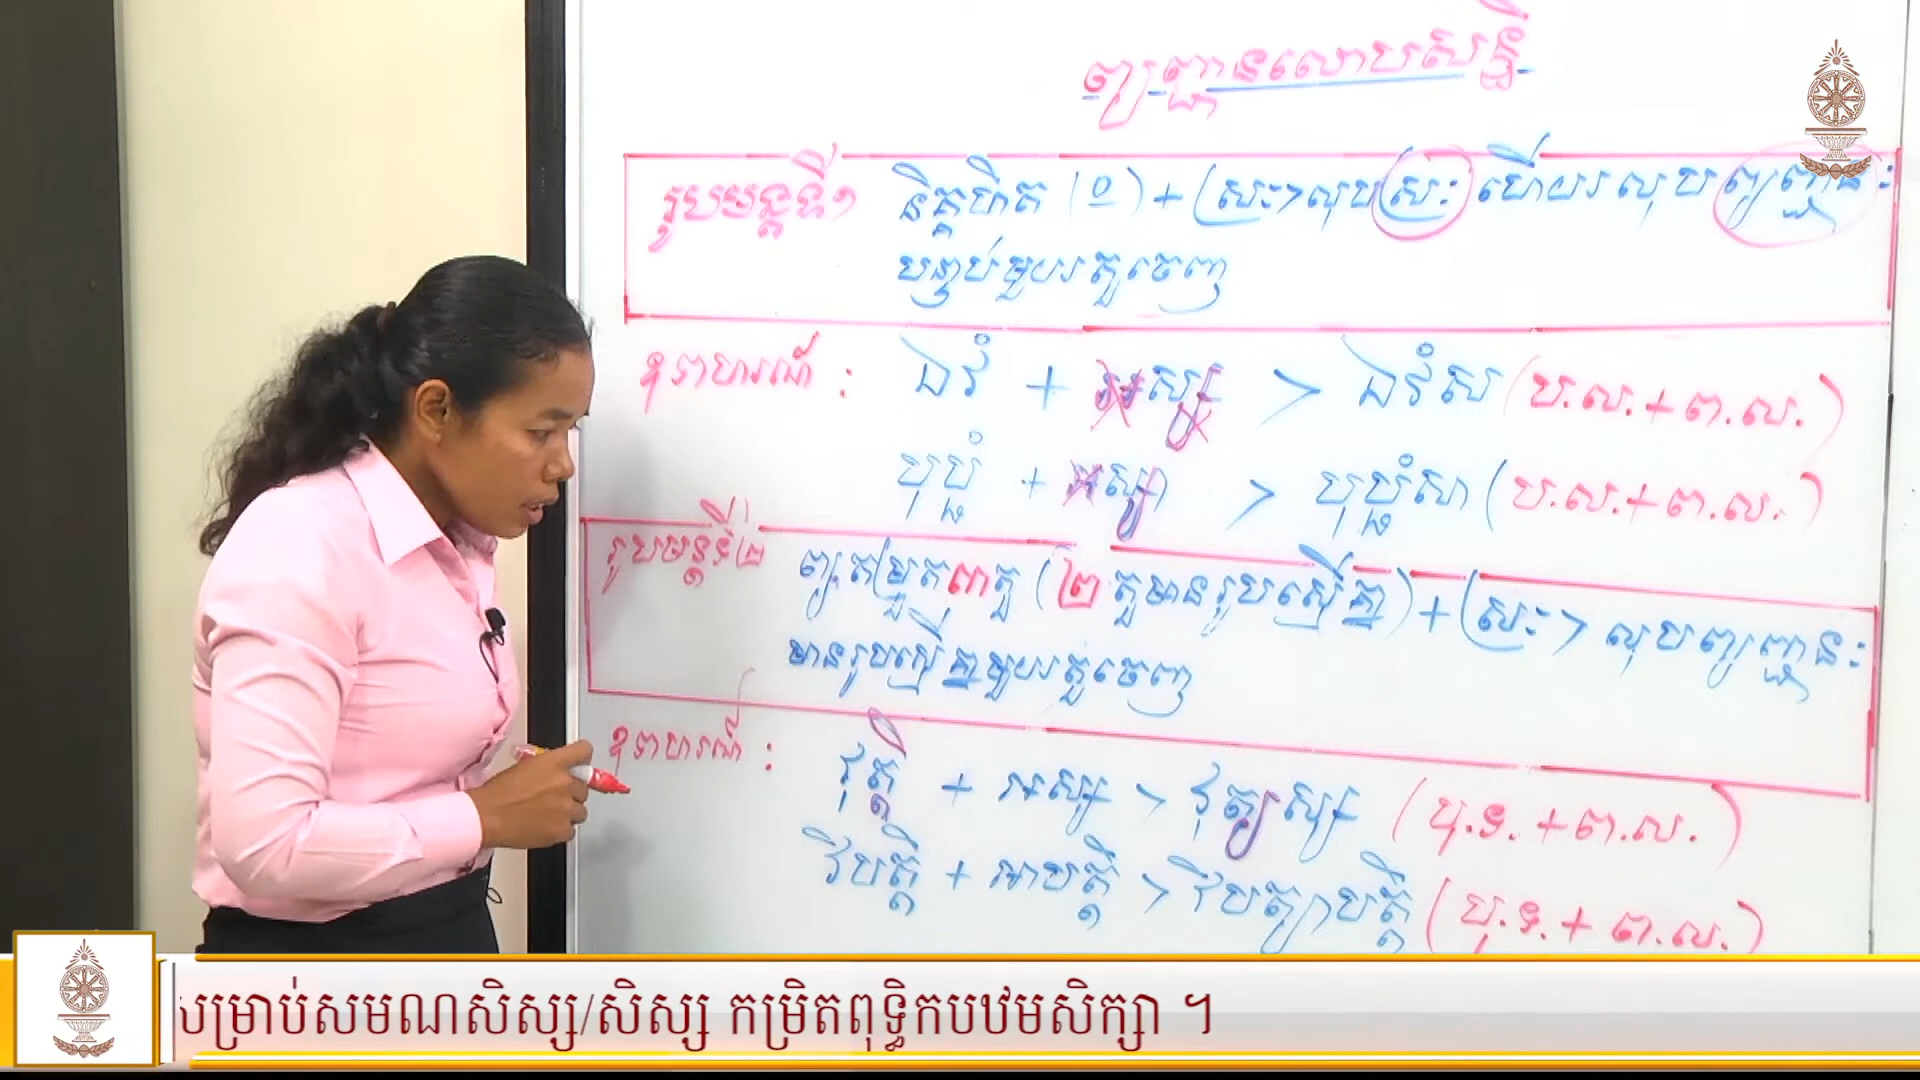 ព្យញ្ជនលោបសន្ធិ
រូបមន្តទី១ និគ្គហិត (ំ) + ស្រៈ > លុបស្រៈ ហើយលុបព្យញ្ជនៈ
បន្ទាប់មួយតួចេញ
ឧទាហរណ៍ : ឯវំ + អស្ស > ឯវំស (ប.ស.+ព.ល.)
បុប្ផំ + អស្សា > បុប្ផំសា (ប.ស.+ព.ល.)
រូបមន្តទី២ ព្យ.តម្រួតពាតួ (២ តួមានរូបស្មើគ្នា) + ស្រៈ > លុបព្យញ្ជនៈ
មានរូបស្មើគ្នាមួយតួចេញ
ឧទាហរណ៍ : វុត្តិ + អស្ស > វុត្យស្ស (បុ.ទ.+ព.ល.)
វិបត្តិ + អាបត្តិ > វិបត្យាបត្តិ (បុ.ទ.+ព.ល.)
សម្រាប់សមណសិស្ស/សិស្ស កម្រិតពុទ្ធិកបឋមសិក្សា ។